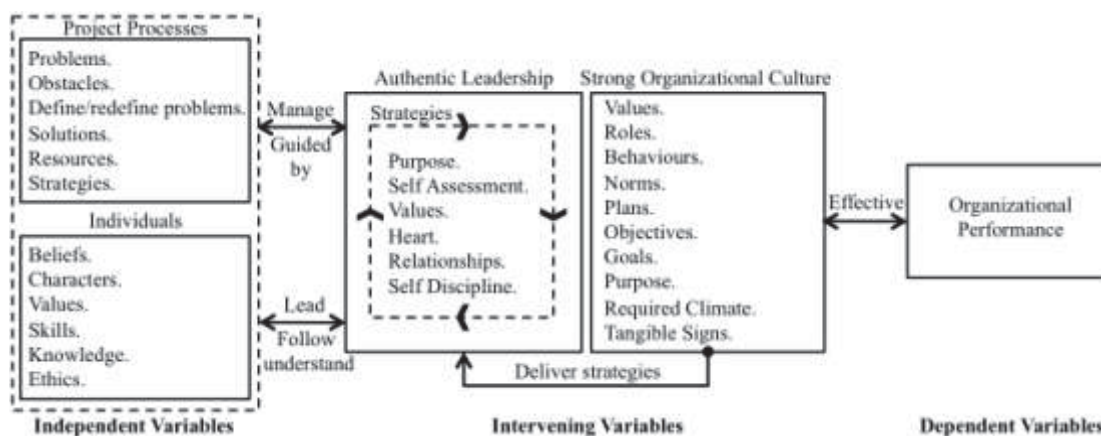 Project Processes
Problems.
Obstacles.
Define/redefine problems.
Solutions.
Resources.
Strategies.
Individuals
Beliefs.
Characters.
Values.
Skills.
Knowledge.
Ethics.
Independent Variables
Manage
Guided
by
Lead
Follow
understand
Authentic Leadership
Strategies
Purpose.
Self Assessment.
Values.
Heart.
Relationships.
Self Discipline.
Strong Organizational Culture
Values.
Roles.
Behaviours.
Norms.
Plans.
Objectives.
Goals.
Purpose.
Required Climate.
Tangible Signs.
Deliver strategies
Intervening Variables
Effective
Organizational
Performance
Dependent Variables